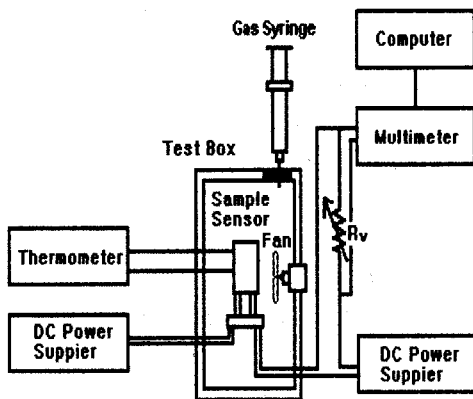 Gas Syringe
Computer
Multimeter
Test Box
Sample
Sensor
Fan
Rv
Thermometer
DC Power
Suppier
DC Power
Suppier